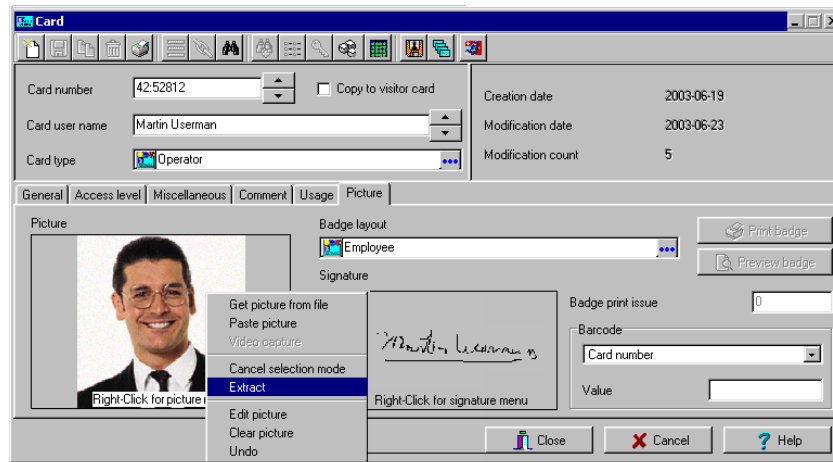 Card
Card number
42:52812
Copy to visitor card
Card user name
Martin Userman
Card type
Operator
Creation date
2003-06-19
Modification date
2003-06-23
Modification count
5
General Access level Miscellaneous Comment Usage Picture
Picture
Right-Click for picture
Get picture from file
Paste picture
Video capture
Cancel selection mode
Extract
Edit picture
Clear picture
Undo
Badge layout
Employee
Signature
Martin Userman
Right-Click for signature menu
Print badge
Preview badge
Badge print issue
0
Barcode
Card number
Value
Close
Cancel
Help